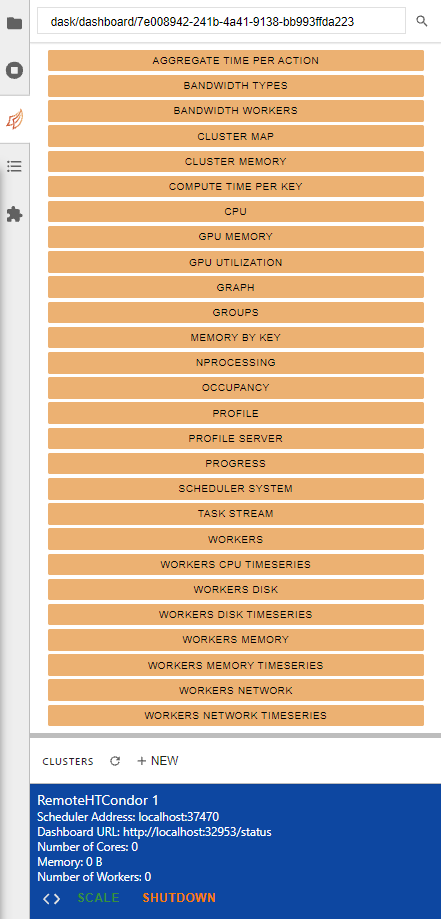 dask/dashboard/7e008942-241b-4a41-9138-bb993ffda223
AGGREGATE TIME PER ACTION
BANDWIDTH TYPES
BANDWIDTH WORKERS
CLUSTER MAP
CLUSTER MEMORY
COMPUTE TIME PER KEY
CPU
GPU MEMORY
GPU UTILIZATION
GRAPH
GROUPS
MEMORY BY KEY
NPROCESSING
OCCUPANCY
PROFILE
PROFILE SERVER
PROGRESS
SCHEDULER SYSTEM
TASK STREAM
WORKERS
WORKERS CPU TIMESERIES
WORKERS DISK
WORKERS DISK TIMESERIES
WORKERS MEMORY
WORKERS MEMORY TIMESERIES
WORKERS NETWORK
WORKERS NETWORK TIMESERIES
CLUSTERS + NEW
RemoteHTCondor 1
Scheduler Address: localhost:37470
Dashboard URL: http://localhost:32953/status
Number of Cores: 0
Memory: 0 B
Number of Workers: 0
<> SCALE SHUTDOWN